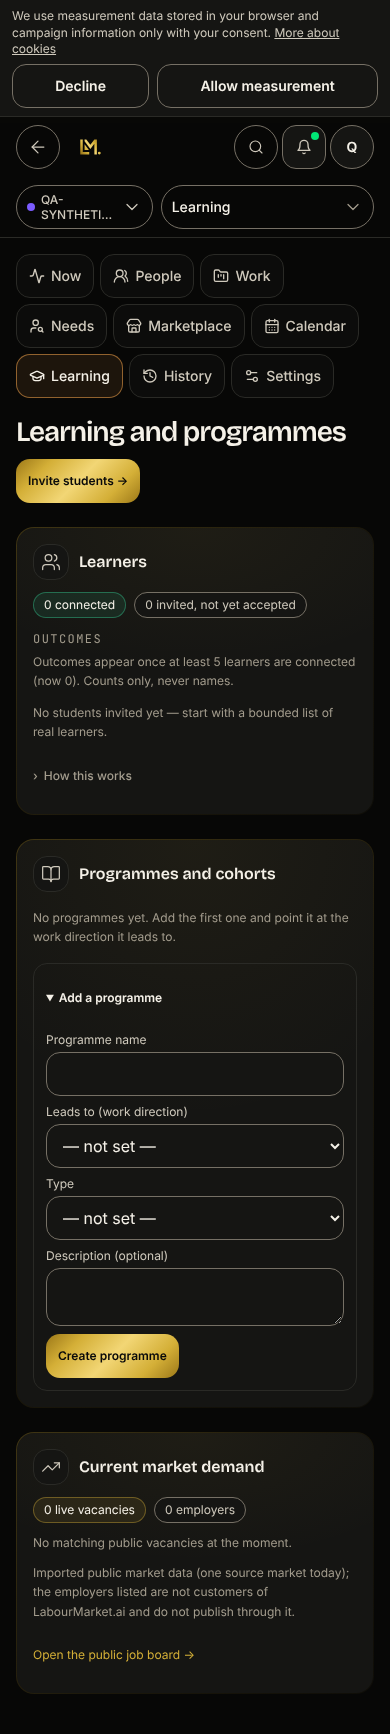 We use measurement data stored in your browser and
campaign information only with your consent. More about
cookies
Decline
Allow measurement
LM.
Q
QA-
SYNTHETI...
Learning
Now
People
Work
Needs
Marketplace
Calendar
Learning
History
Settings
Learning and programmes
Invite students →
Learners
0 connected
0 invited, not yet accepted
OUTCOMES
Outcomes appear once at least 5 learners are connected
(now 0). Counts only, never names.
No students invited yet — start with a bounded list of
real learners.
› How this works
Programmes and cohorts
No programmes yet. Add the first one and point it at the
work direction it leads to.
▼ Add a programme
Programme name
Leads to (work direction)
— not set —
Type
— not set —
Description (optional)
Create programme
Current market demand
0 live vacancies
0 employers
No matching public vacancies at the moment.
Imported public market data (one source market today);
the employers listed are not customers of
LabourMarket.ai and do not publish through it.
Open the public job board →